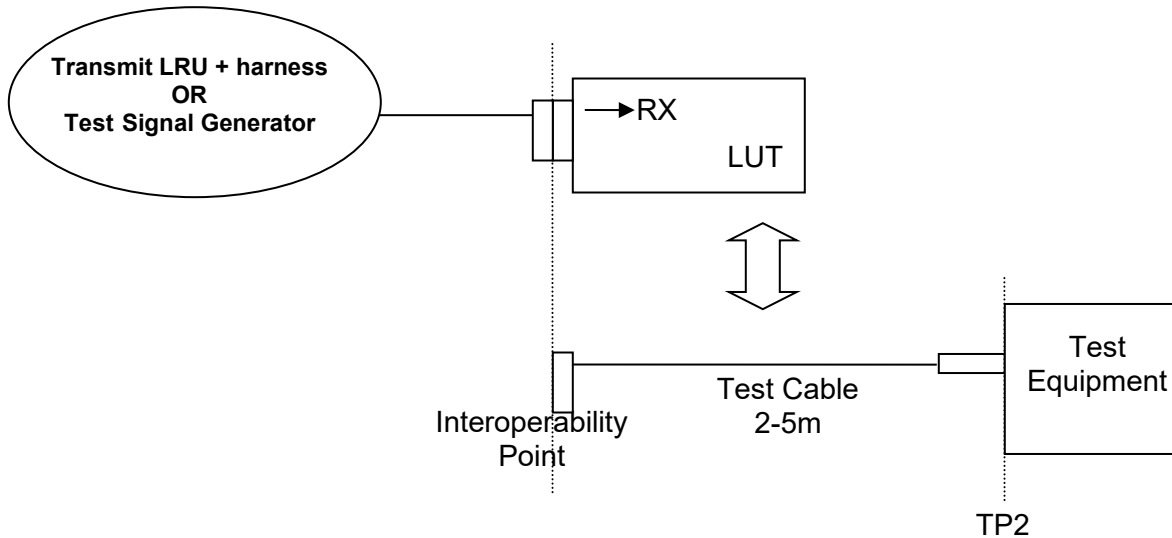 Transmit LRU + harness
OR
Test Signal Generator
RX
LUT
Interoperability
Point
Test Cable
2-5m
Test
Equipment
TP2